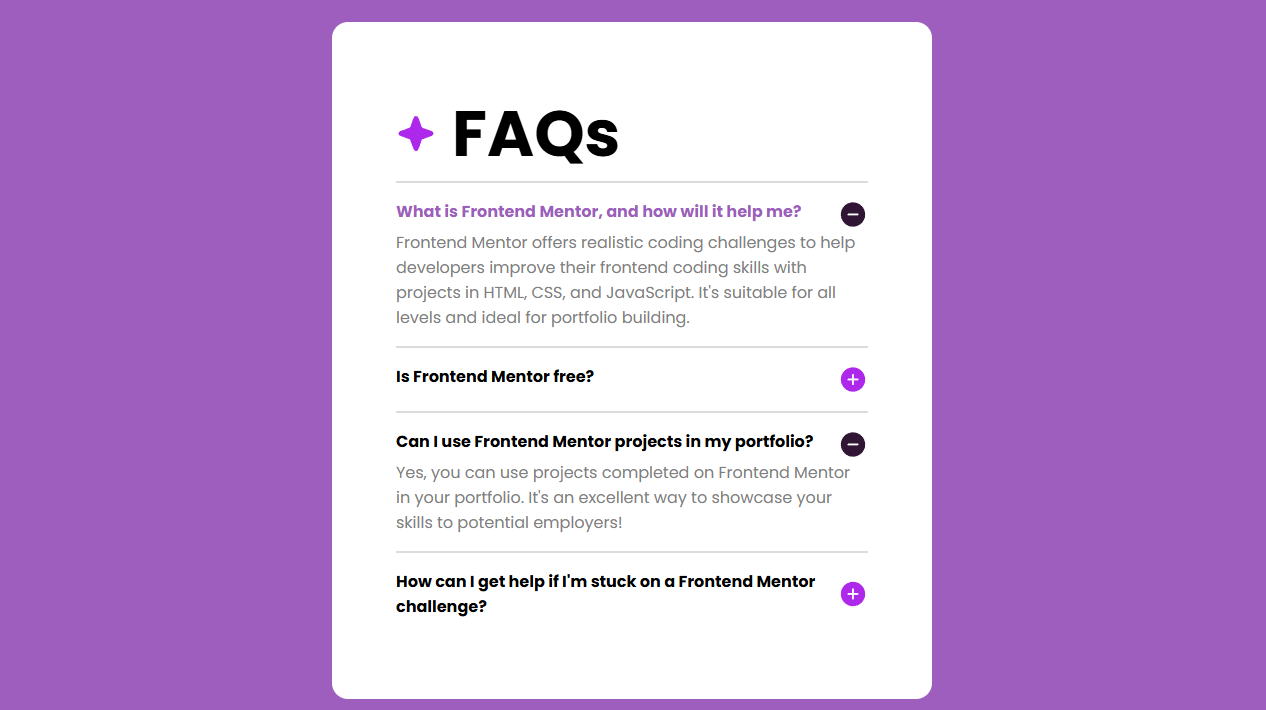 FAQs
What is Frontend Mentor, and how will it help me?
Frontend Mentor offers realistic coding challenges to help
developers improve their frontend coding skills with
projects in HTML, CSS, and JavaScript. It's suitable for all
levels and ideal for portfolio building.
Is Frontend Mentor free?
Can I use Frontend Mentor projects in my portfolio?
Yes, you can use projects completed on Frontend Mentor
in your portfolio. It's an excellent way to showcase your
skills to potential employers!
How can I get help if I'm stuck on a Frontend Mentor
challenge?